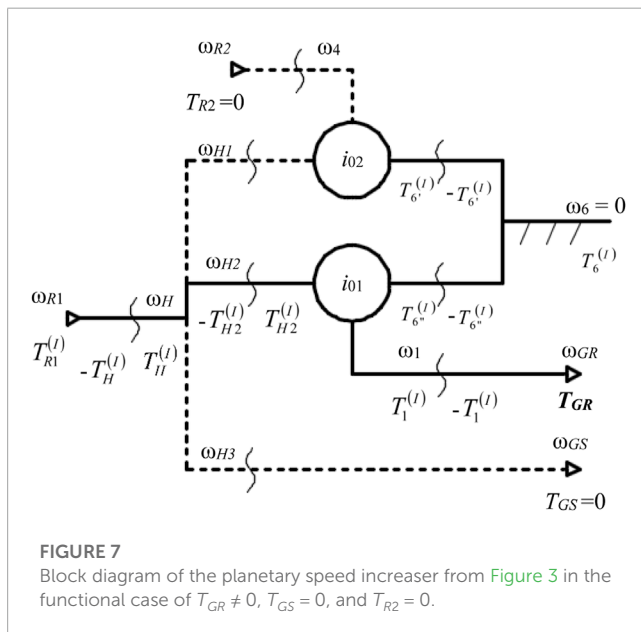 ωR2
ω4
TR2 = 0
ωH1
i02
T6'(I) -T6'(I)
ω6 = 0
T6(I)
ωR1
ωH
ωH2
i01
TR1(I) -TH(I) TH(I) -TH2(I) TH2(I)
T6"(I) -T6"(I)
ω1
ωGR
T1(I) -T1(I)
TGR
ωH3
ωGS
TGS=0
FIGURE 7
Block diagram of the planetary speed increaser from Figure 3 in the
functional case of TGR ≠ 0, TGS = 0, and TR2 = 0.